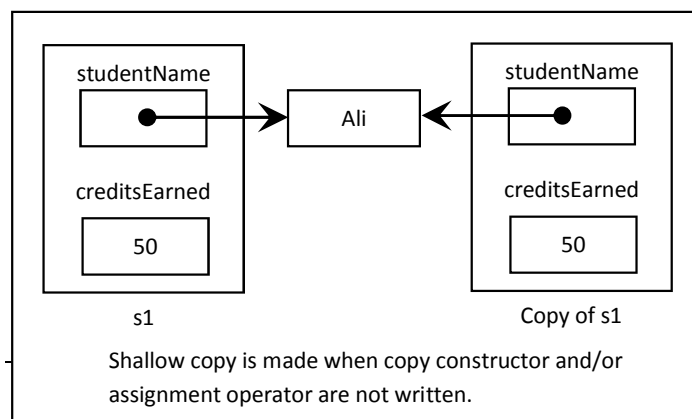 studentName
studentName
Ali
creditsEarned
creditsEarned
50
50
s1
Copy of s1
Shallow copy is made when copy constructor and/or
assignment operator are not written.